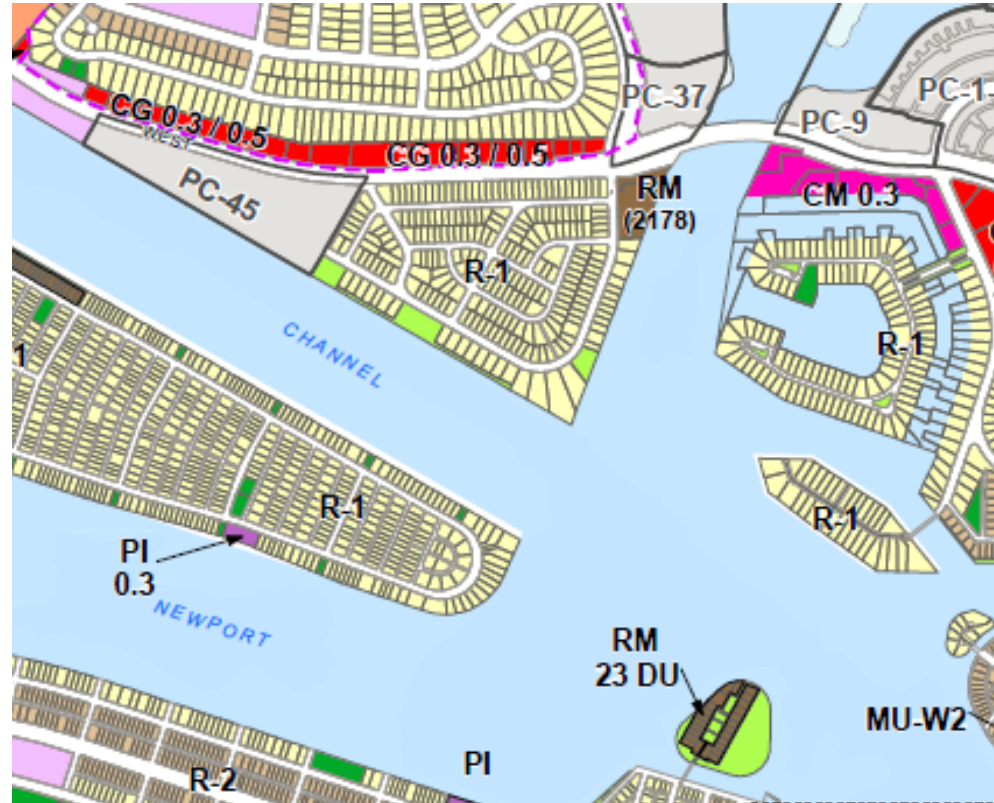 PC-37
PC-1-
PC-9
CG 0.3 / 0.5
WEST
CG 0.3 / 0.5
PC-45
RM
(2178)
CM 0.3
R-1
CHANNEL
R-1
1
R-1
R-1
PI
0.3
NEWPORT
RM
23 DU
MU-W2
PI
R-2